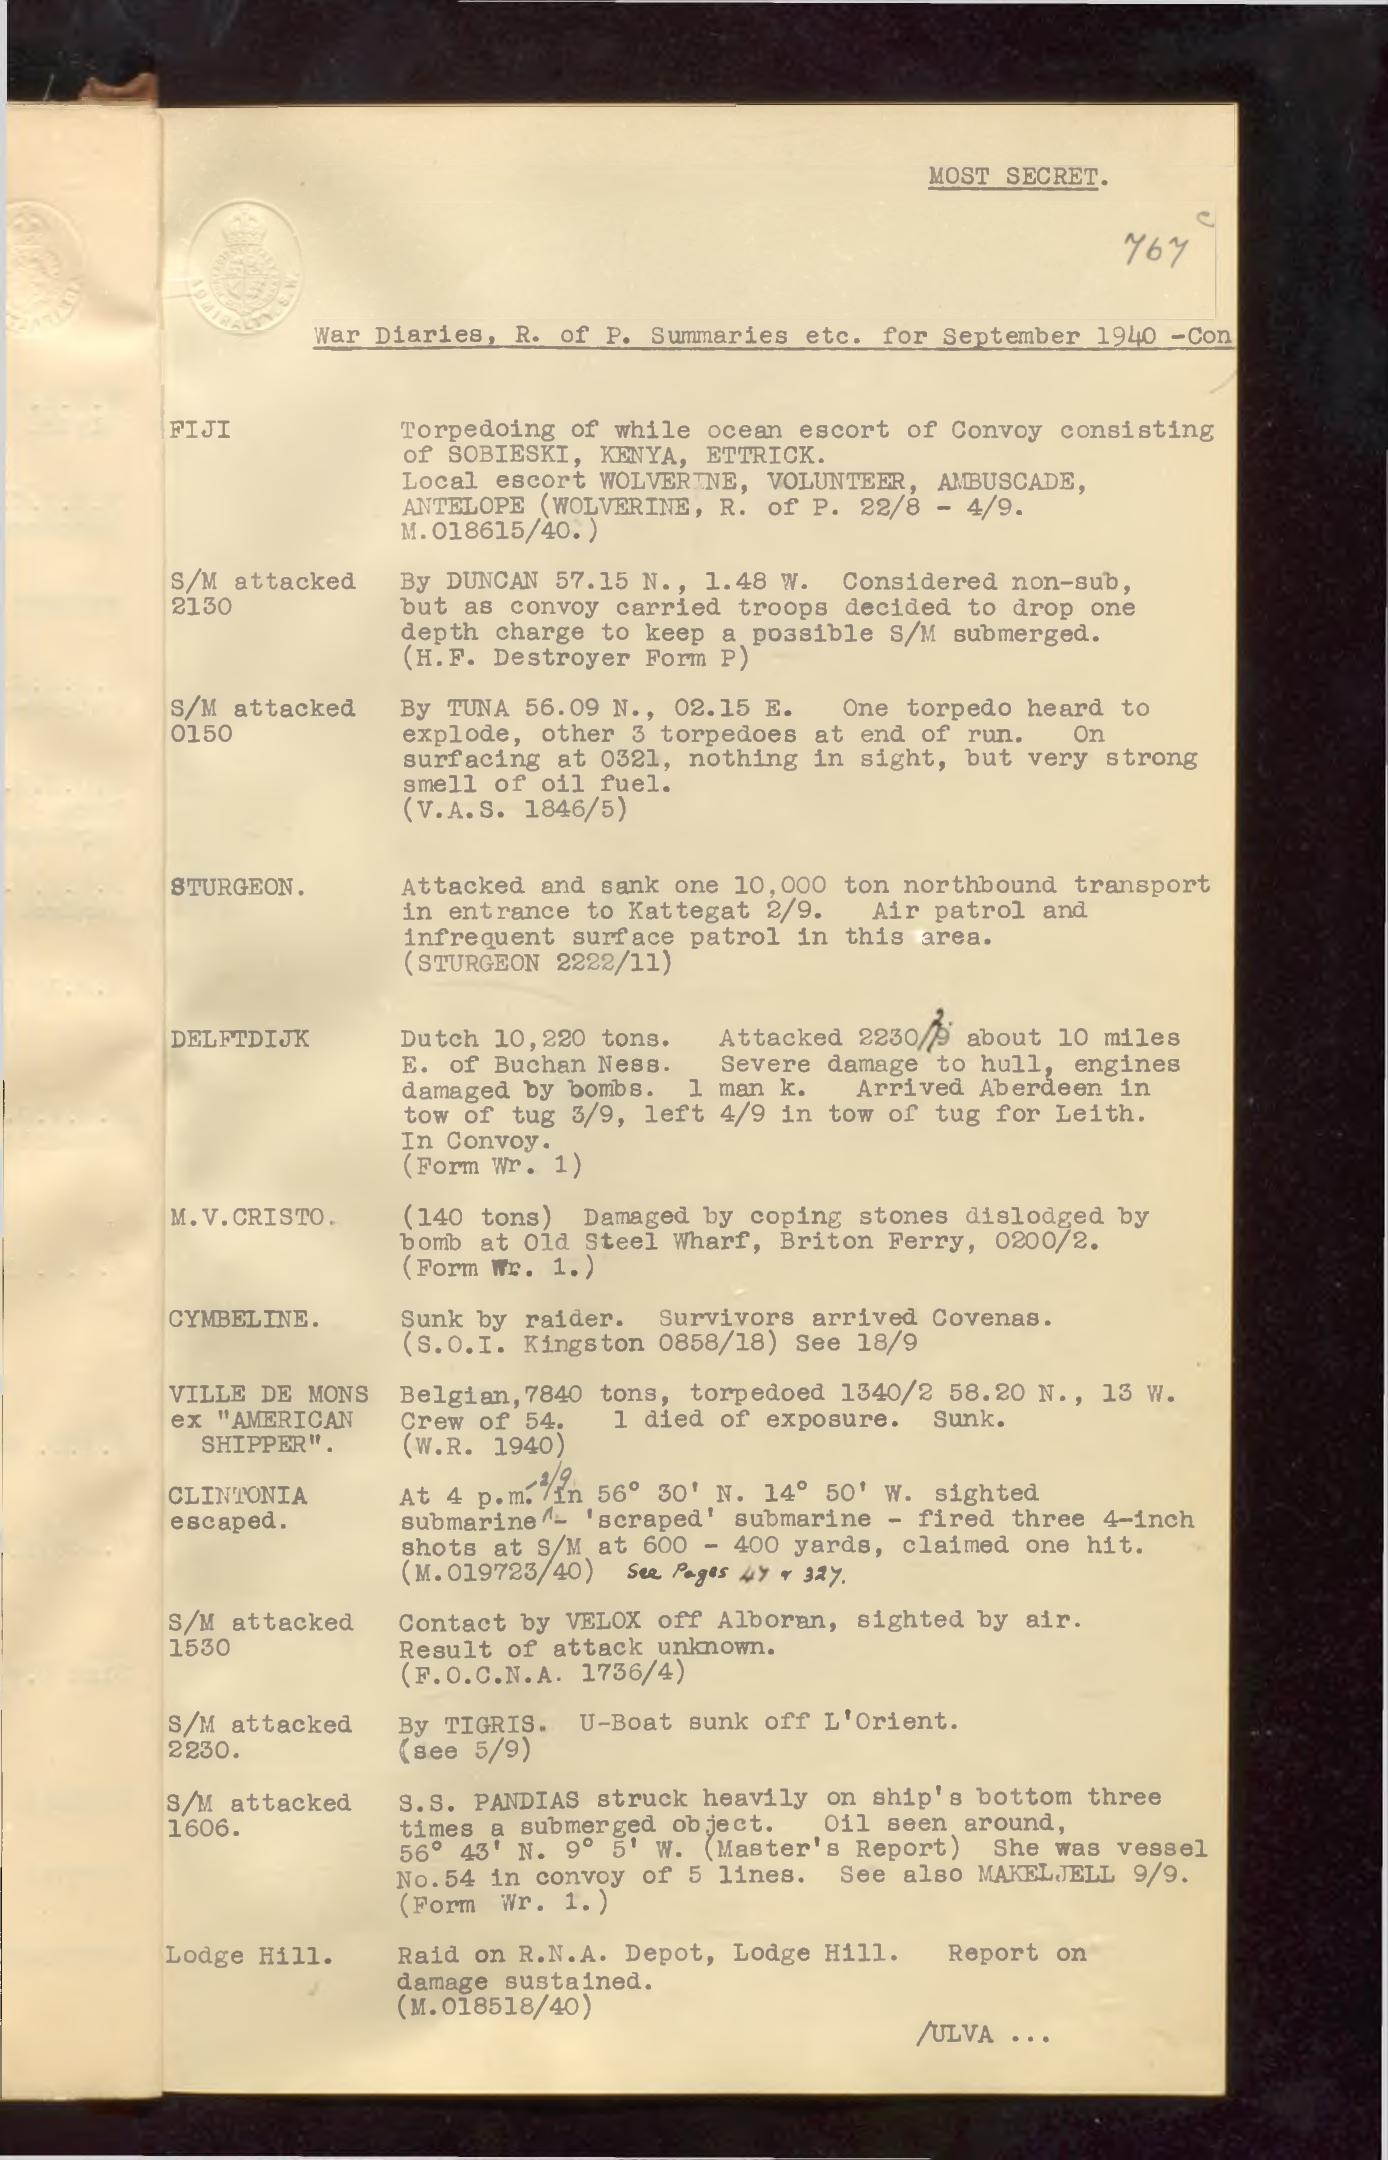 MOST SECRET.
767 c
ADMIRALTY. S.W.
War Diaries, R. of P. Summaries etc. for September 1940 -Con
FIJI Torpedoing of while ocean escort of Convoy consisting
of SOBIESKI, KENYA, ETTRICK.
Local escort WOLVERINE, VOLUNTEER, AMBUSCADE,
ANTELOPE (WOLVERINE, R. of P. 22/8 - 4/9.
M.018615/40.)
S/M attacked By DUNCAN 57.15 N., 1.48 W. Considered non-sub,
2130 but as convoy carried troops decided to drop one
depth charge to keep a possible S/M submerged.
(H.F. Destroyer Form P)
S/M attacked By TUNA 56.09 N., 02.15 E. One torpedo heard to
0150 explode, other 3 torpedoes at end of run. On
surfacing at 0321, nothing in sight, but very strong
smell of oil fuel.
(V.A.S. 1846/5)
STURGEON. Attacked and sank one 10,000 ton northbound transport
in entrance to Kattegat 2/9. Air patrol and
infrequent surface patrol in this area.
(STURGEON 2222/11)
DELFTDIJK Dutch 10,220 tons. Attacked 2230/2 about 10 miles
E. of Buchan Ness. Severe damage to hull, engines
damaged by bombs. 1 man k. Arrived Aberdeen in
tow of tug 3/9, left 4/9 in tow of tug for Leith.
In Convoy.
(Form Wr. 1)
M.V.CRISTO. (140 tons) Damaged by coping stones dislodged by
bomb at Old Steel Wharf, Briton Ferry, 0200/2.
(Form Wr. 1.)
CYMBELINE. Sunk by raider. Survivors arrived Covenas.
(S.O.I. Kingston 0858/18) See 18/9
VILLE DE MONS Belgian,7840 tons, torpedoed 1340/2 58.20 N., 13 W.
ex "AMERICAN Crew of 54. 1 died of exposure. Sunk.
SHIPPER". (W.R. 1940)
CLINTONIA At 4 p.m. 2/9 in 56° 30' N. 14° 50' W. sighted
escaped. submarine - 'scraped' submarine - fired three 4-inch
shots at S/M at 600 - 400 yards, claimed one hit.
(M.019723/40) See Pages 47 & 327.
S/M attacked Contact by VELOX off Alboran, sighted by air.
1530 Result of attack unknown.
(F.O.C.N.A. 1736/4)
S/M attacked By TIGRIS. U-Boat sunk off L'Orient.
2230. (see 5/9)
S/M attacked S.S. PANDIAS struck heavily on ship's bottom three
1606. times a submerged object. Oil seen around,
56° 43' N. 9° 5' W. (Master's Report) She was vessel
No.54 in convoy of 5 lines. See also MAKELJELL 9/9.
(Form Wr. 1.)
Lodge Hill. Raid on R.N.A. Depot, Lodge Hill. Report on
damage sustained.
(M.018518/40)
/ULVA ...